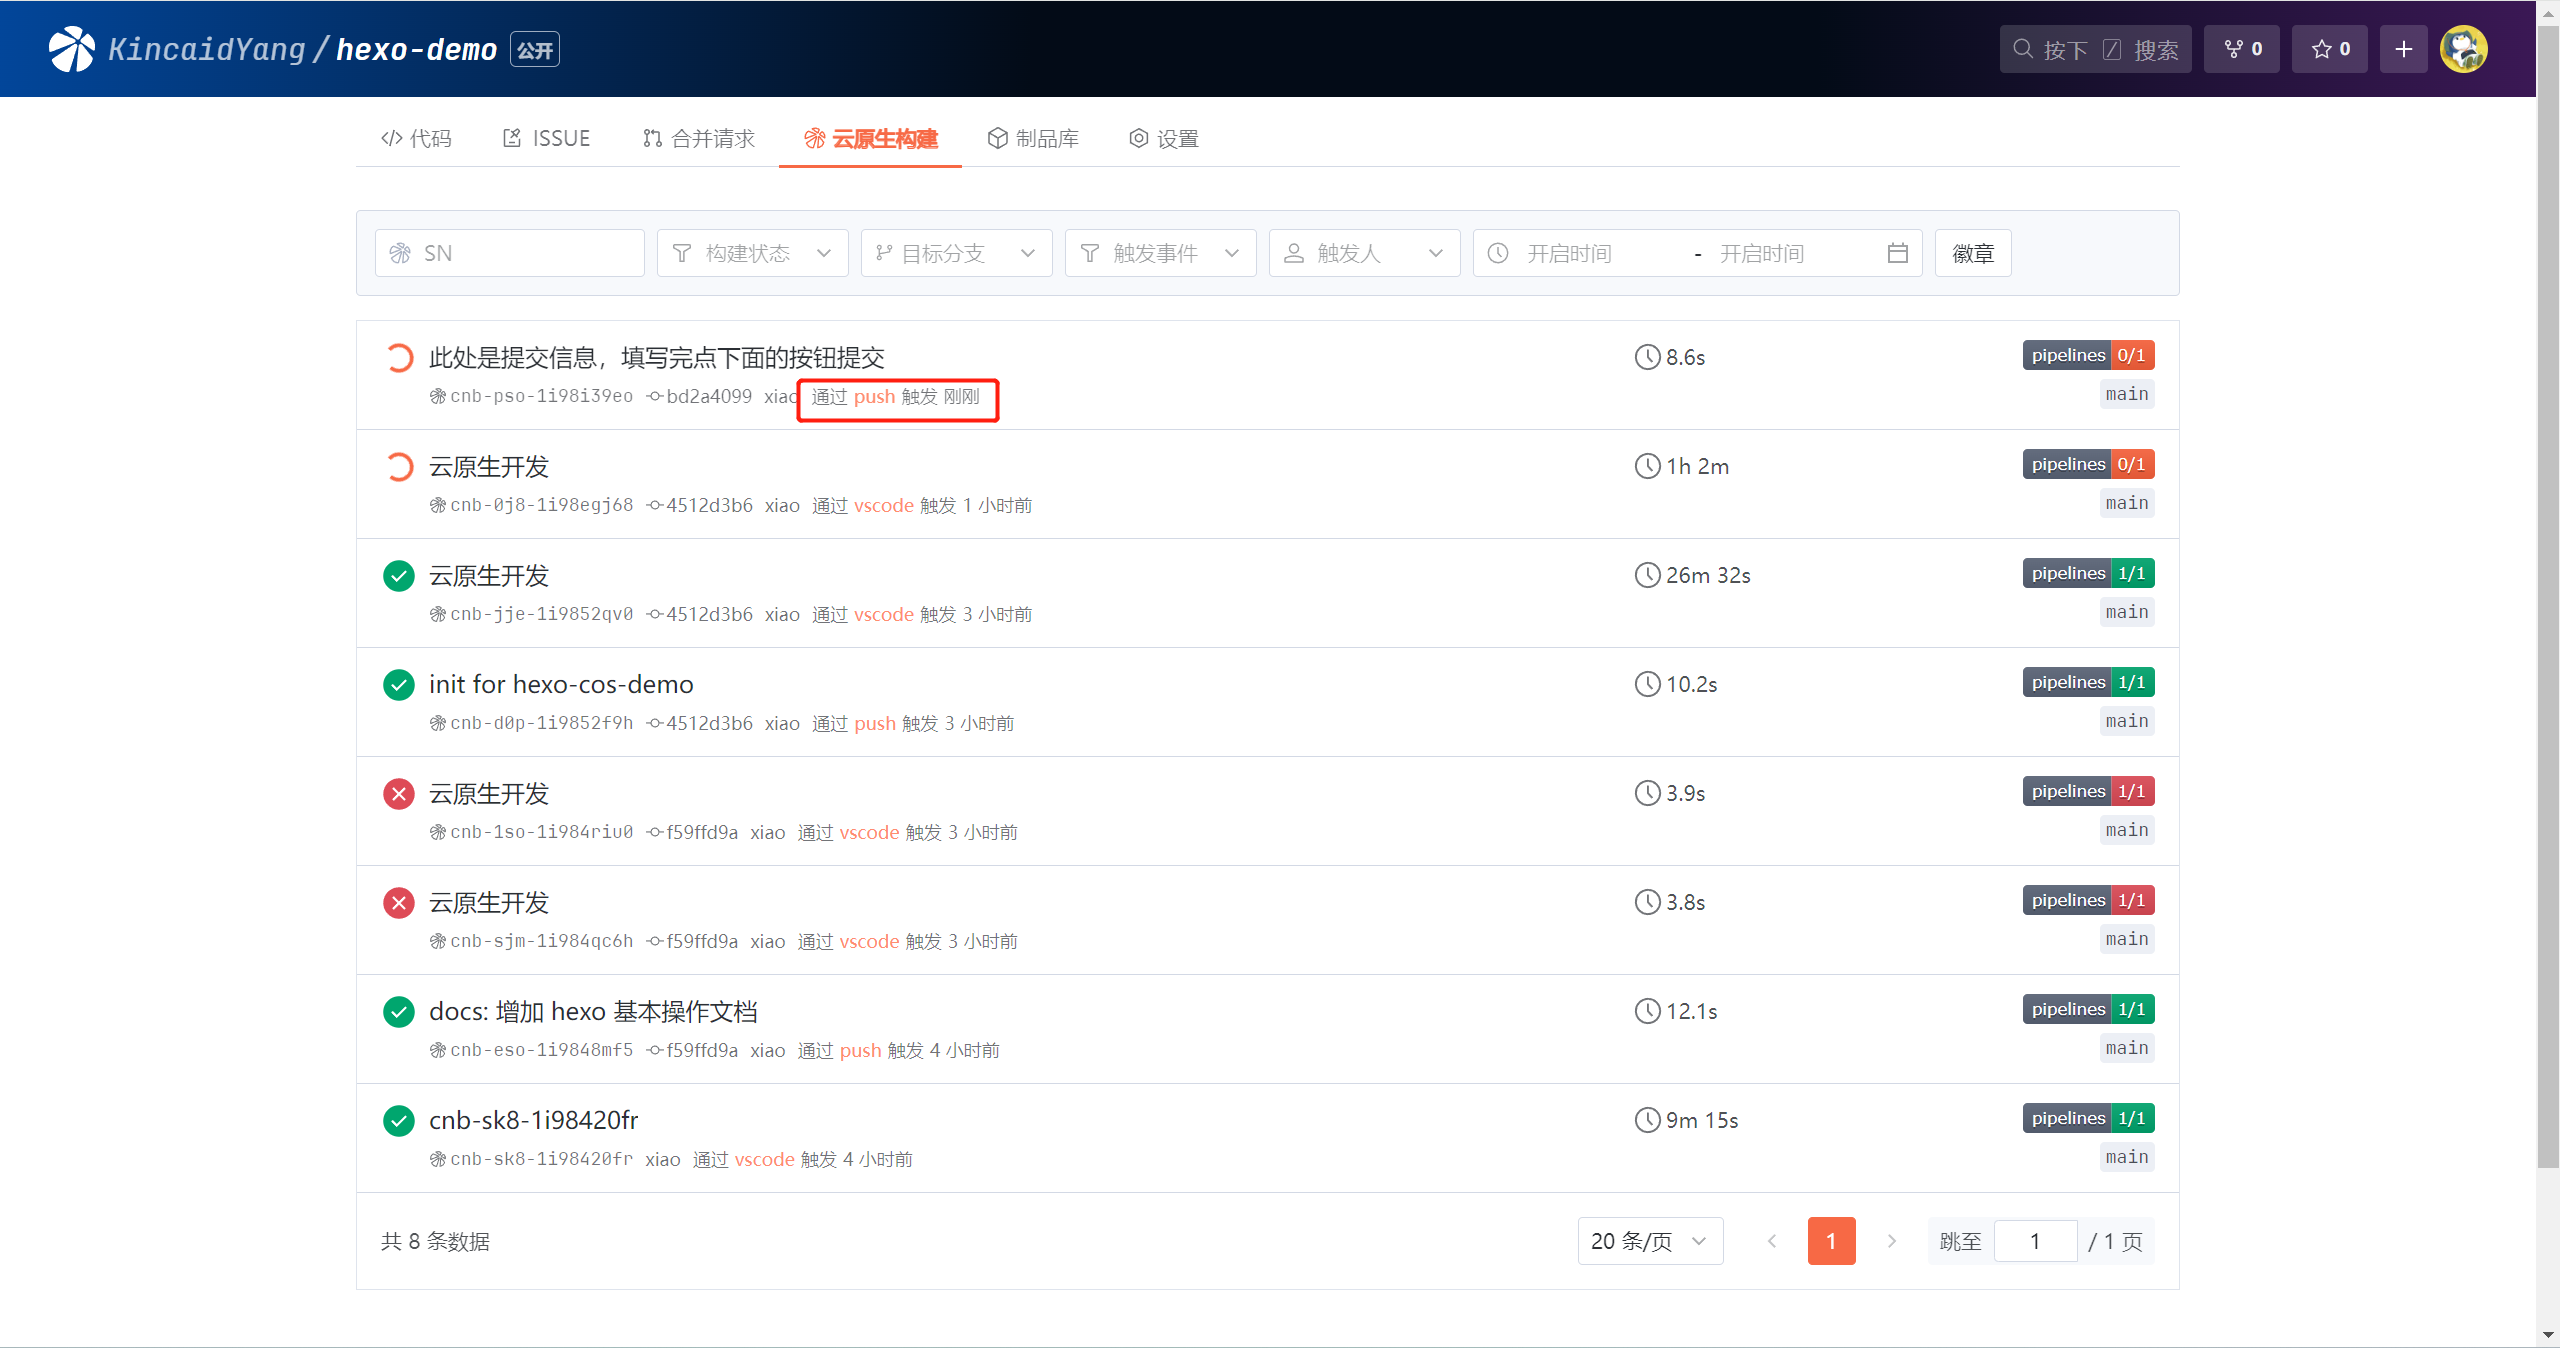 KincaidYang / hexo-demo 公开 按下 / 搜索 0 0
代码 ISSUE 合并请求 云原生构建 制品库 设置
SN 构建状态 目标分支 触发事件 触发人 开启时间 - 开启时间 徽章
此处是提交信息，填写完点下面的按钮提交 8.6s pipelines 0/1
cnb-pso-1i98i39eo bd2a4099 xiao 通过 push 触发 刚刚 main
云原生开发 1h 2m pipelines 0/1
cnb-0j8-1i98egj68 4512d3b6 xiao 通过 vscode 触发 1 小时前 main
云原生开发 26m 32s pipelines 1/1
cnb-jje-1i9852qv0 4512d3b6 xiao 通过 vscode 触发 3 小时前 main
init for hexo-cos-demo 10.2s pipelines 1/1
cnb-d0p-1i9852f9h 4512d3b6 xiao 通过 push 触发 3 小时前 main
云原生开发 3.9s pipelines 1/1
cnb-1so-1i984riu0 f59ffd9a xiao 通过 vscode 触发 3 小时前 main
云原生开发 3.8s pipelines 1/1
cnb-sjm-1i984qc6h f59ffd9a xiao 通过 vscode 触发 3 小时前 main
docs: 增加 hexo 基本操作文档 12.1s pipelines 1/1
cnb-eso-1i9848mf5 f59ffd9a xiao 通过 push 触发 4 小时前 main
cnb-sk8-1i98420fr 9m 15s pipelines 1/1
cnb-sk8-1i98420fr xiao 通过 vscode 触发 4 小时前 main
共 8 条数据 20 条/页 1 跳至 1 / 1 页